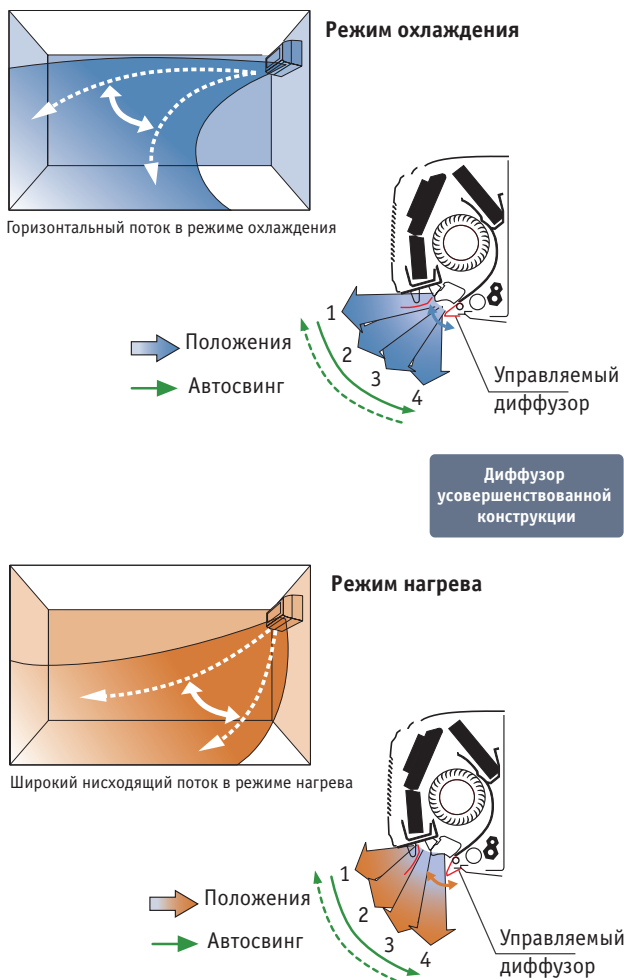 Режим охлаждения
Горизонтальный поток в режиме охлаждения
1
2
3
4
Положения
Автосвинг
Управляемый
диффузор
Диффузор
усовершенствованной
конструкции
Режим нагрева
Широкий нисходящий поток в режиме нагрева
1
2
3
4
Положения
Автосвинг
Управляемый
диффузор